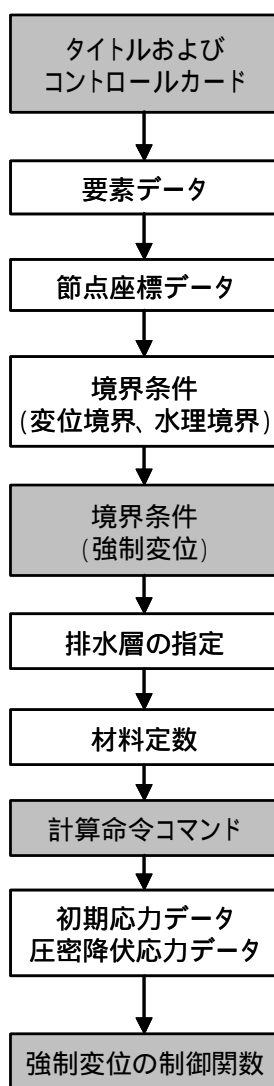 タイトルおよび
コントロールカード
要素データ
節点座標データ
境界条件
(変位境界、水理境界)
境界条件
(強制変位)
排水層の指定
材料定数
計算命令コマンド
初期応力データ
圧密降伏応力データ
強制変位の制御関数